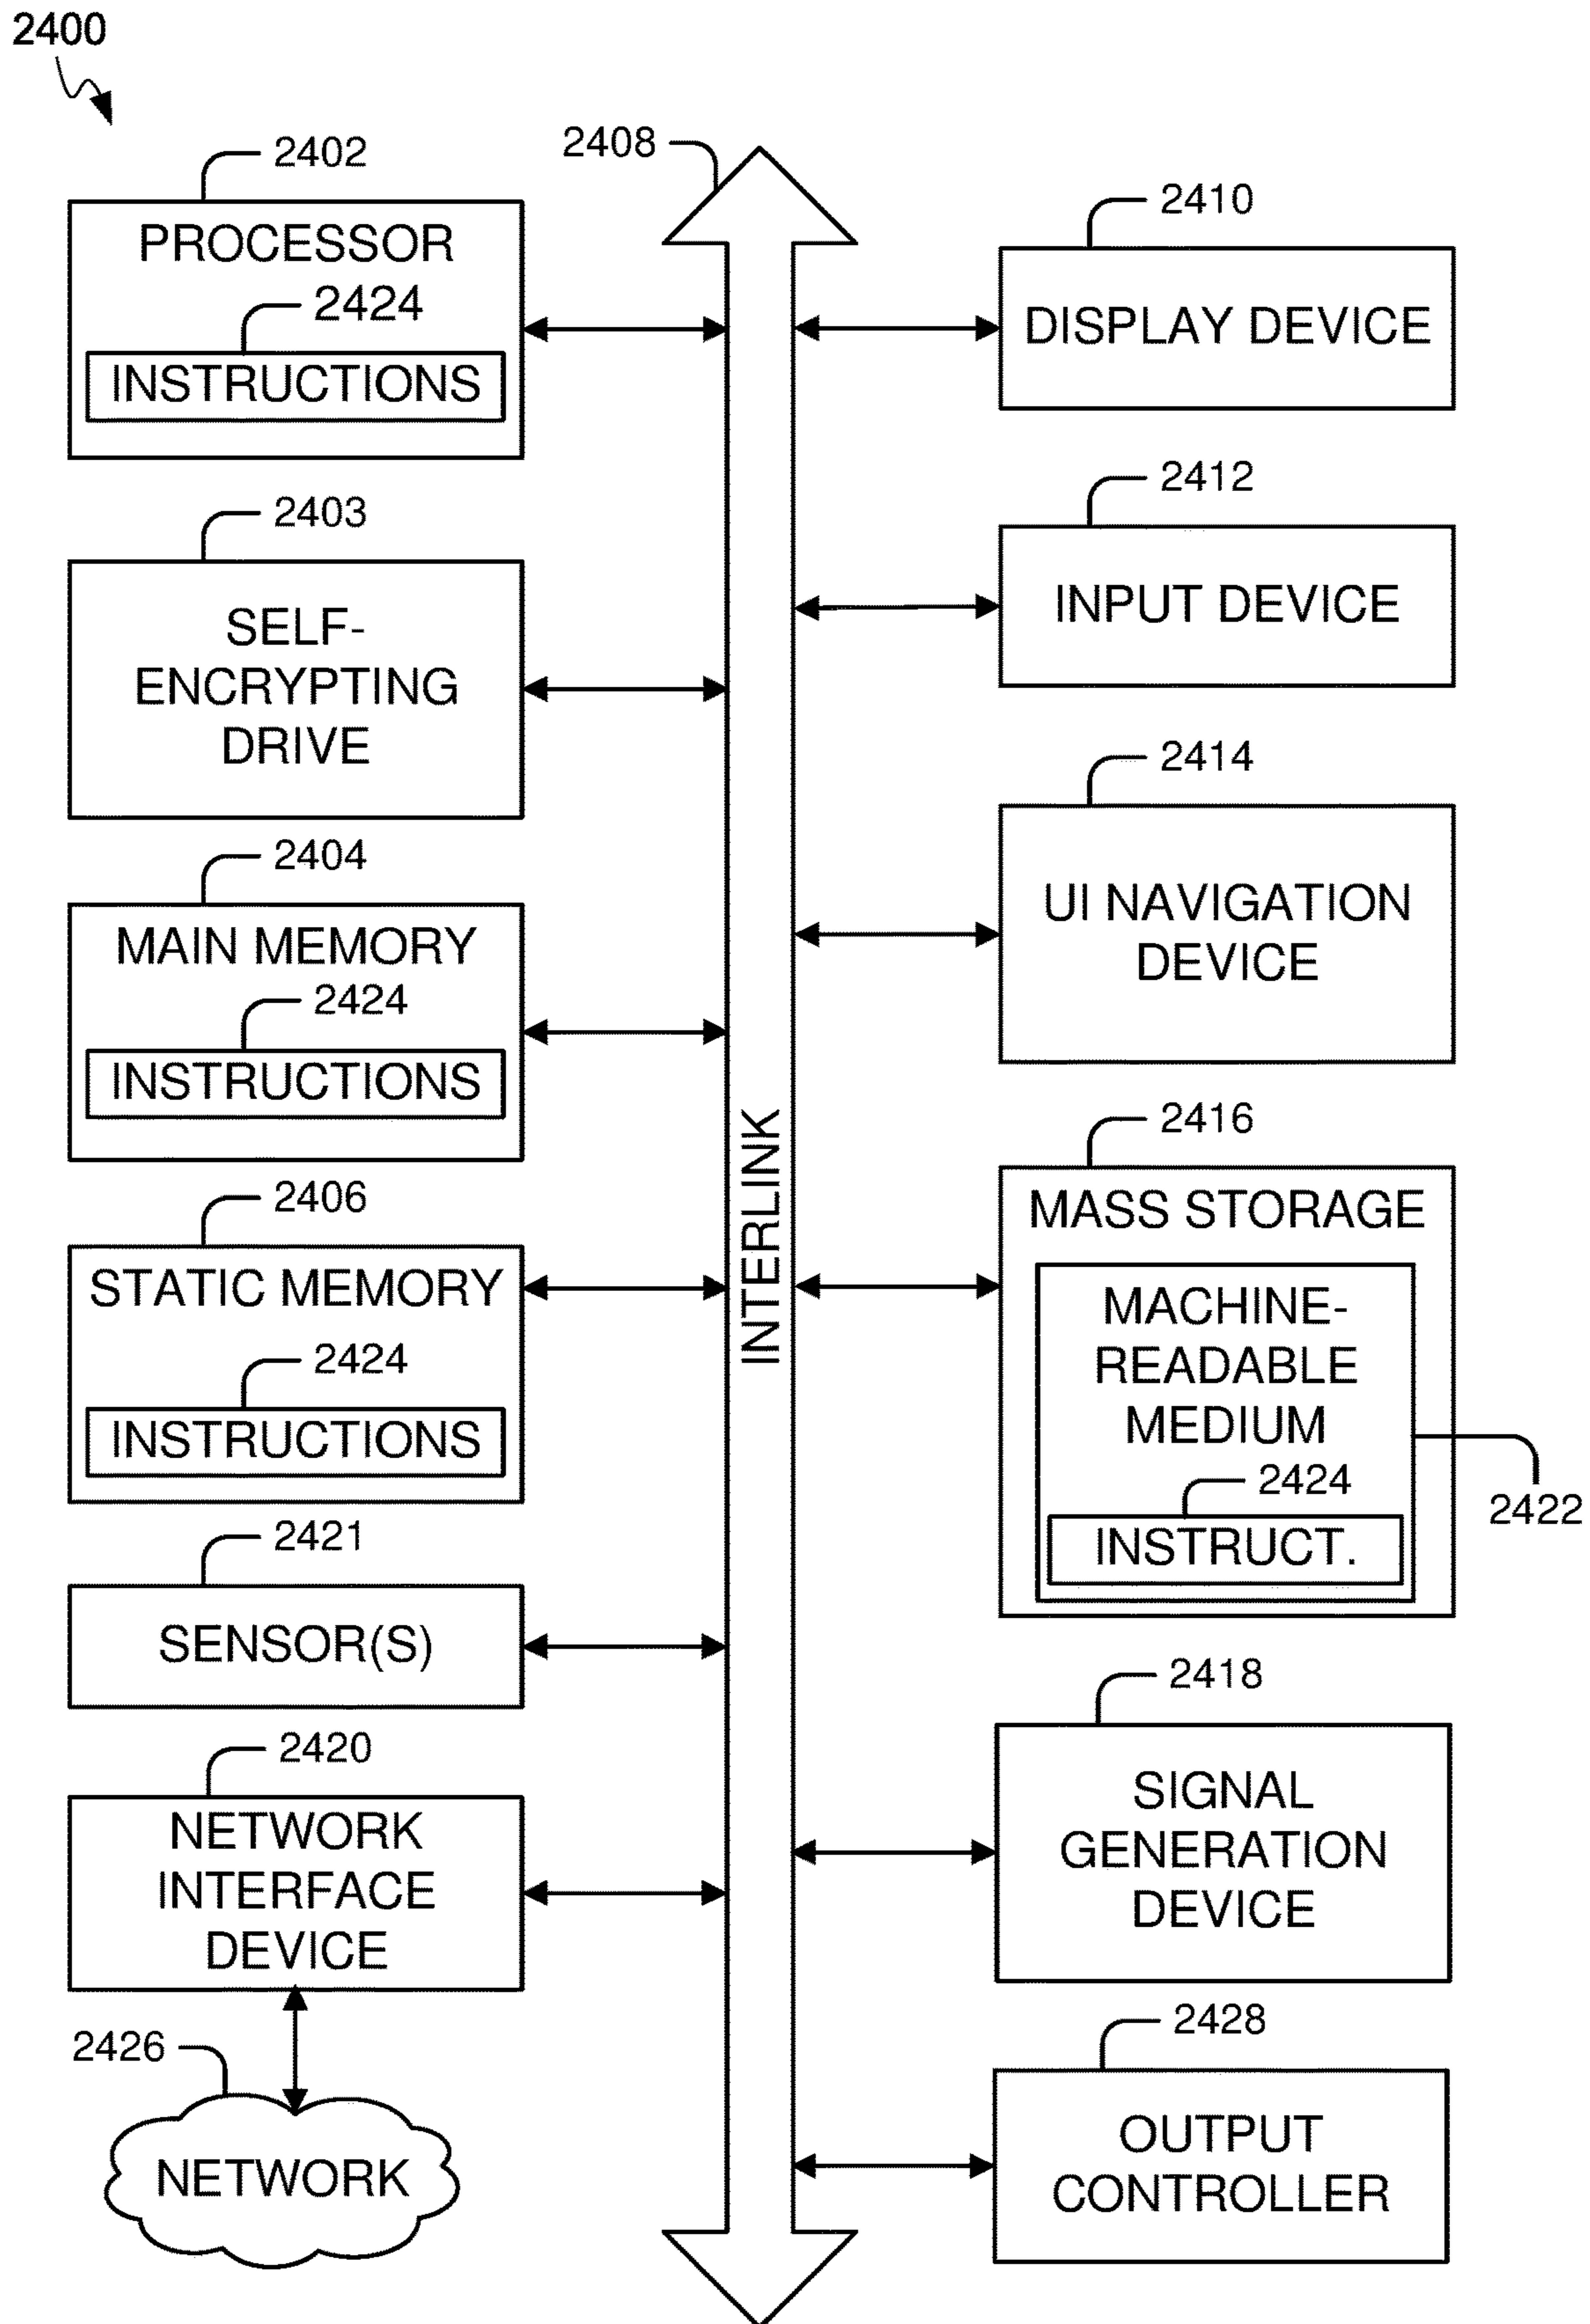 2400
2402
PROCESSOR
2424
INSTRUCTIONS
2403
SELF-
ENCRYPTING
DRIVE
2404
MAIN MEMORY
2424
INSTRUCTIONS
2406
STATIC MEMORY
2424
INSTRUCTIONS
2421
SENSOR(S)
2420
NETWORK
INTERFACE
DEVICE
2426
NETWORK
2408
INTERLINK
2410
DISPLAY DEVICE
2412
INPUT DEVICE
2414
UI NAVIGATION
DEVICE
2416
MASS STORAGE
MACHINE-
READABLE
MEDIUM
2424
INSTRUCT.
2422
2418
SIGNAL
GENERATION
DEVICE
2428
OUTPUT
CONTROLLER